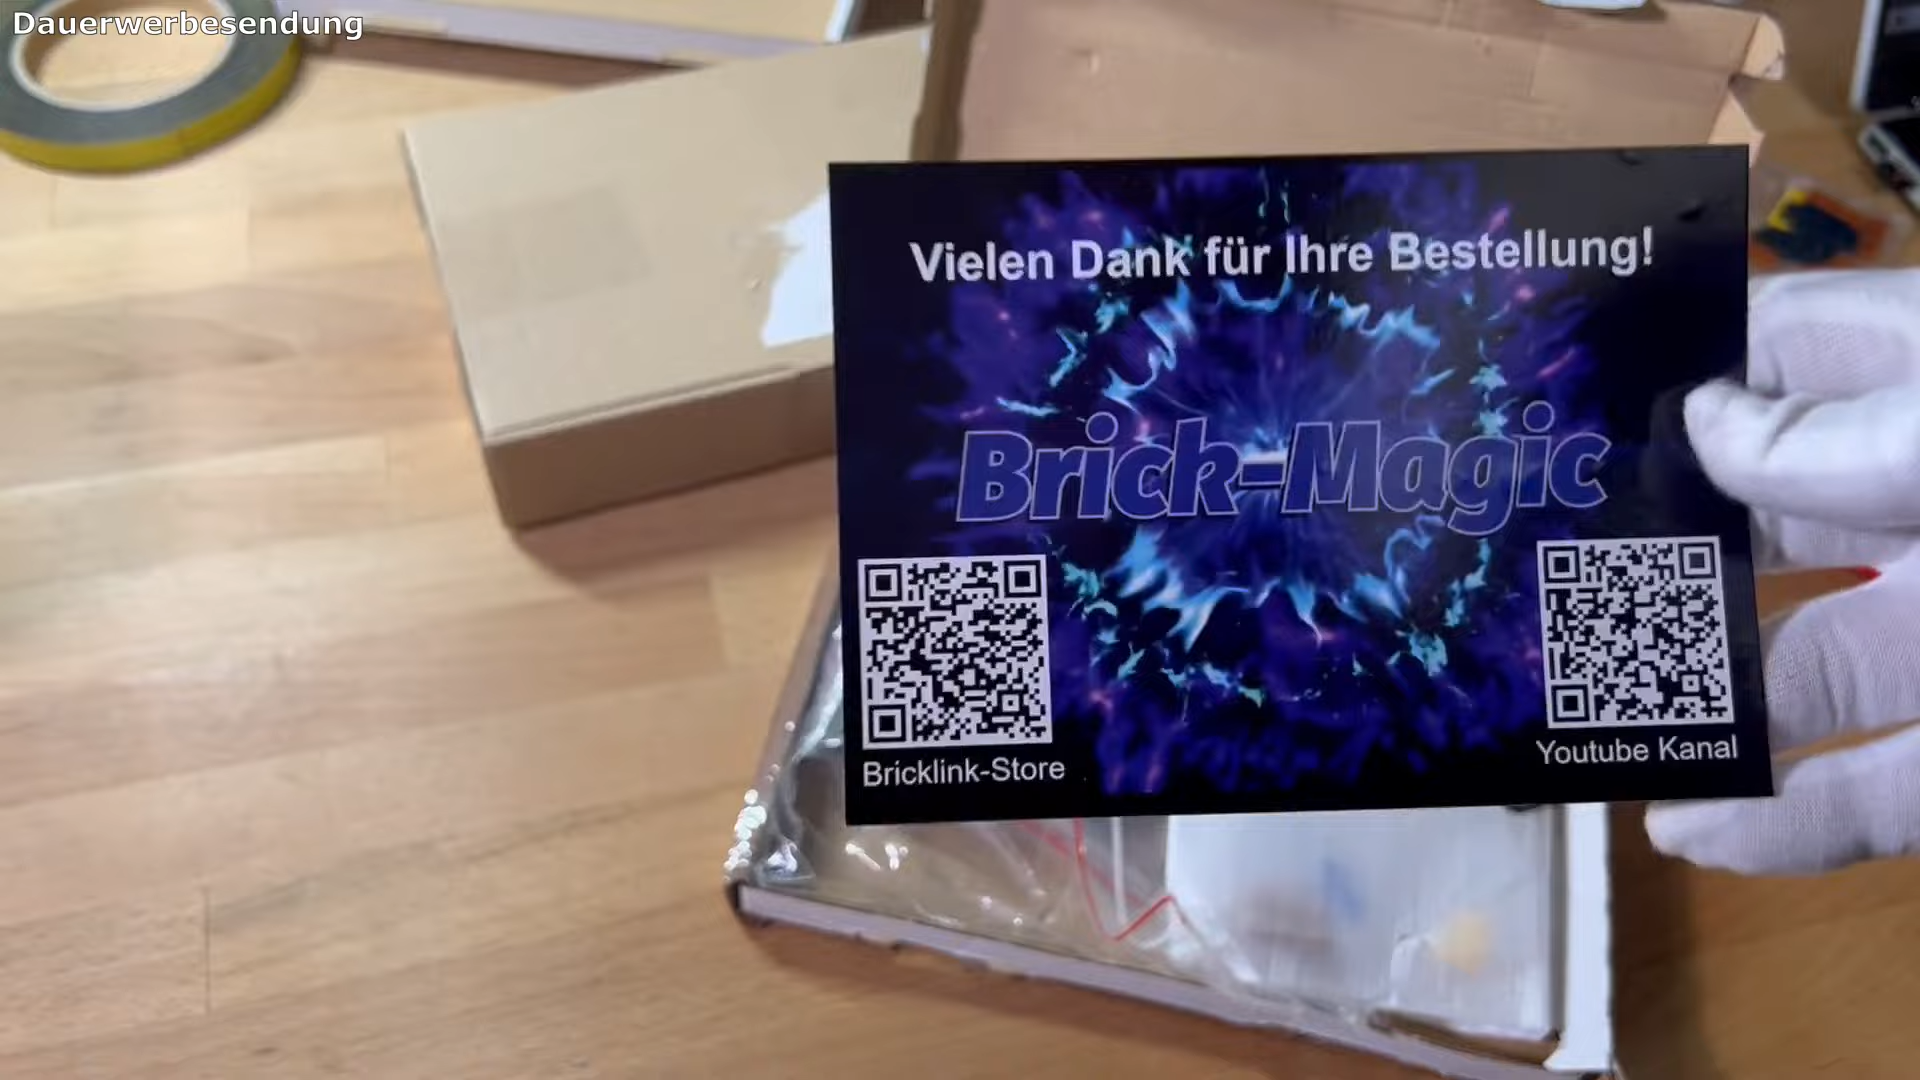 Dauerwerbesendung
Vielen Dank für Ihre Bestellung!
Brick-Magic
Bricklink-Store
Youtube Kanal